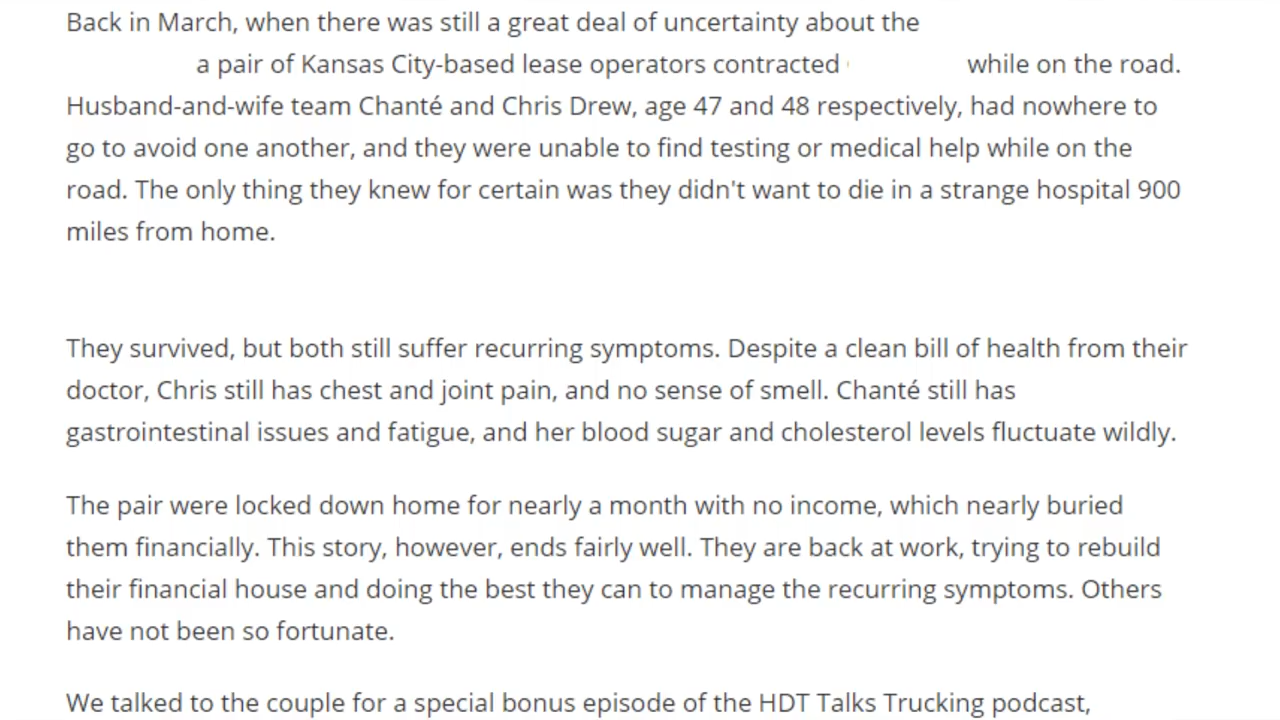 Back in March, when there was still a great deal of uncertainty about the
a pair of Kansas City-based lease operators contracted while on the road.
Husband-and-wife team Chanté and Chris Drew, age 47 and 48 respectively, had nowhere to
go to avoid one another, and they were unable to find testing or medical help while on the
road. The only thing they knew for certain was they didn't want to die in a strange hospital 900
miles from home.
They survived, but both still suffer recurring symptoms. Despite a clean bill of health from their
doctor, Chris still has chest and joint pain, and no sense of smell. Chanté still has
gastrointestinal issues and fatigue, and her blood sugar and cholesterol levels fluctuate wildly.
The pair were locked down home for nearly a month with no income, which nearly buried
them financially. This story, however, ends fairly well. They are back at work, trying to rebuild
their financial house and doing the best they can to manage the recurring symptoms. Others
have not been so fortunate.
We talked to the couple for a special bonus episode of the HDT Talks Trucking podcast,